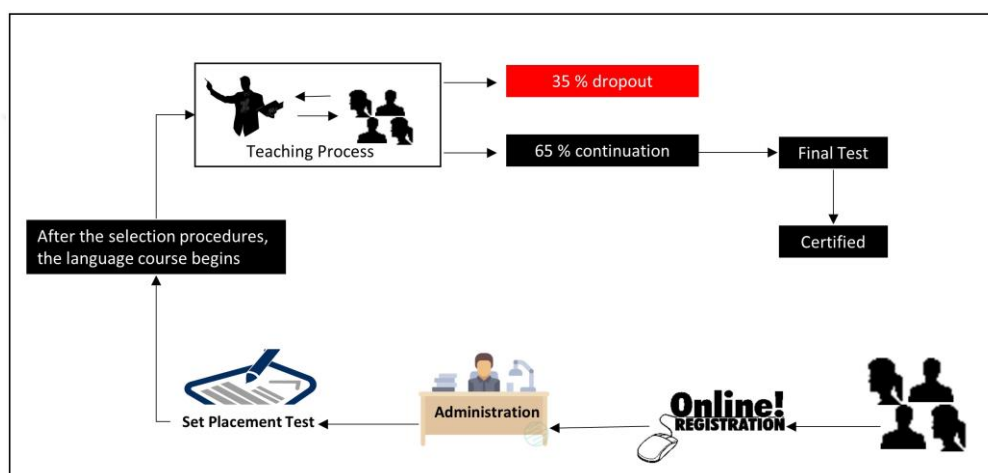 35 % dropout
Teaching Process
65 % continuation
Final Test
After the selection procedures,
the language course begins
Certified
Set Placement Test
Administration
Online!
REGISTRATION